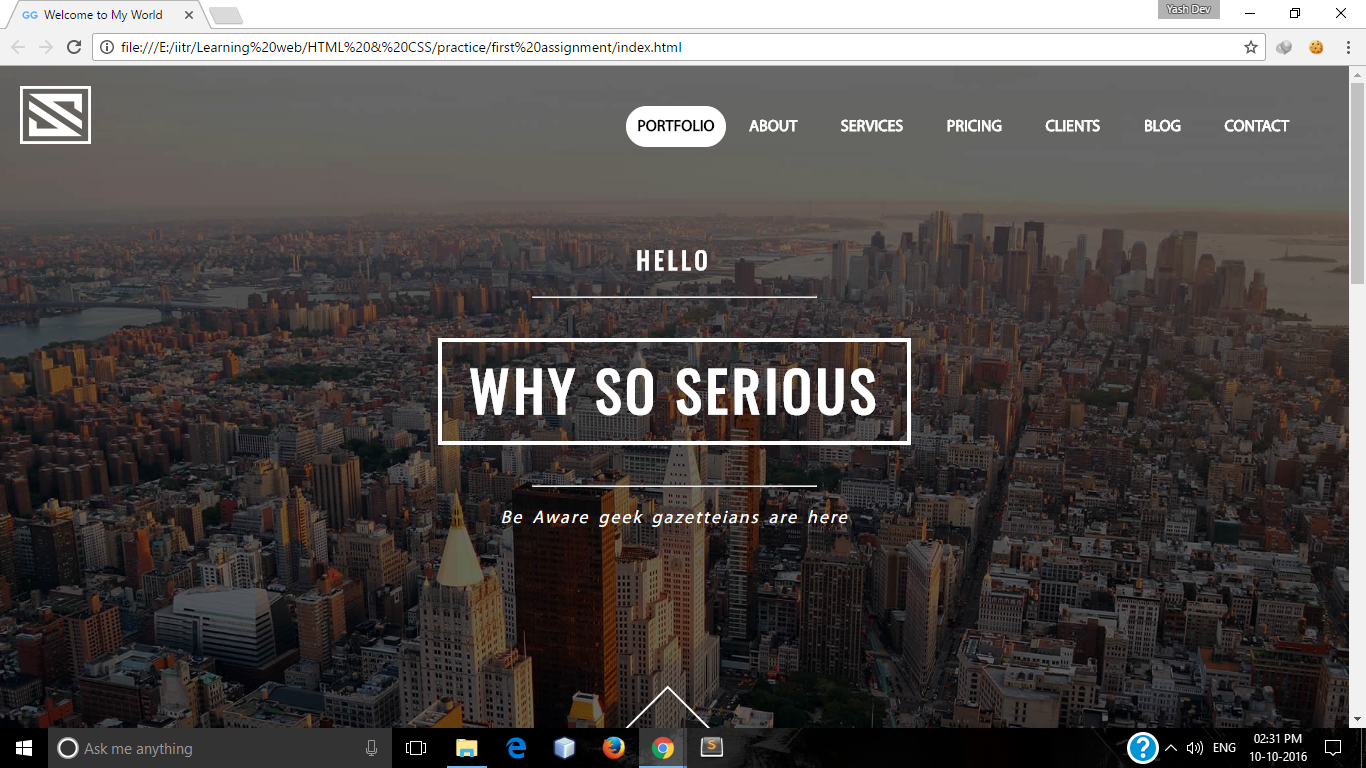 GG Welcome to My World
Yash Dev
file:///E:/iitr/Learning%20web/HTML%20&%20CSS/practice/first%20assignment/index.html
PORTFOLIO ABOUT SERVICES PRICING CLIENTS BLOG CONTACT
HELLO
WHY SO SERIOUS
Be Aware geek gazetteians are here
Ask me anything
S
?
ENG
02:31 PM
10-10-2016